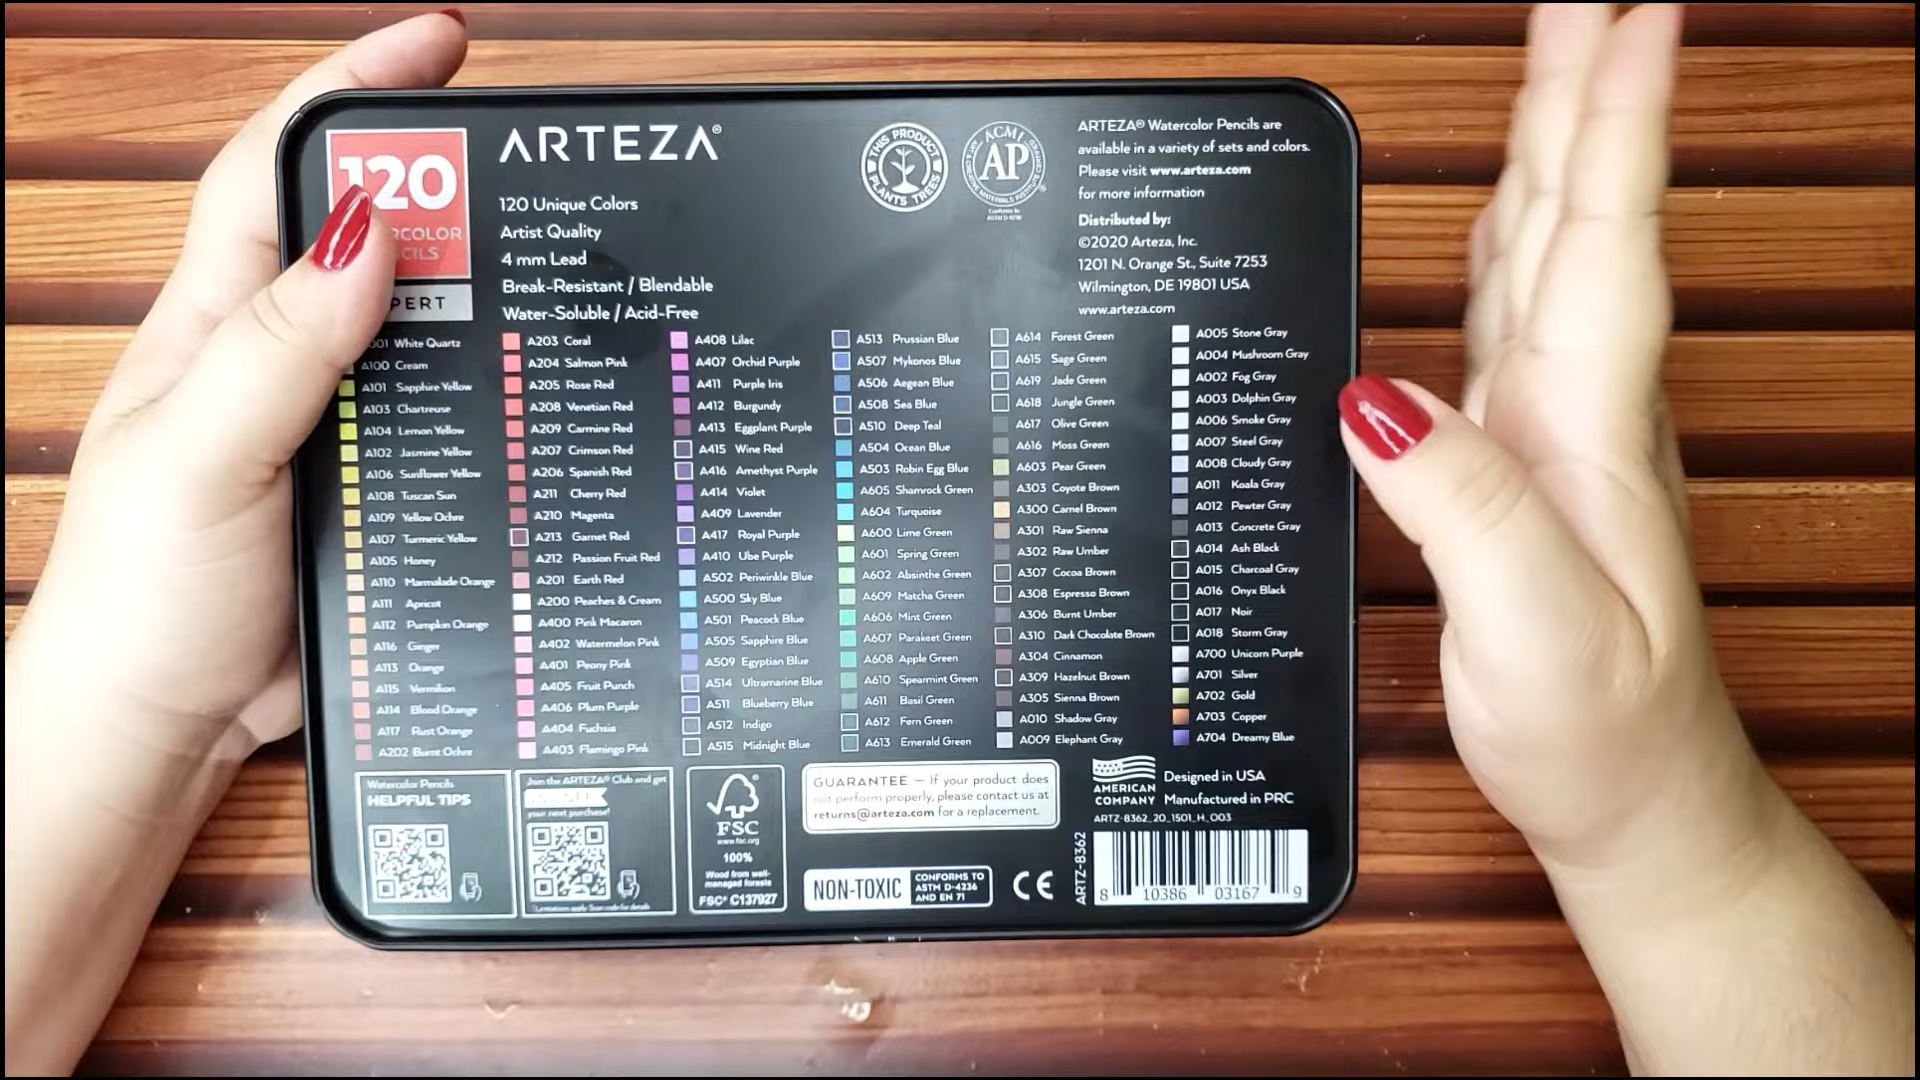 120
ARTEZA®
120 Unique Colors
Artist Quality
4 mm Lead
Break-Resistant / Blendable
Water-Soluble / Acid-Free
THIS PRODUCT PLANTS TREES
ACMI
AP
ARTEZA® Watercolor Pencils are
available in a variety of sets and colors.
Please visit www.arteza.com
for more information
Distributed by:
©2020 Arteza, Inc.
1201 N. Orange St., Suite 7253
Wilmington, DE 19801 USA
www.arteza.com
White Quartz
A100 Cream
A101 Sapphire Yellow
A103 Chartreuse
A104 Lemon Yellow
A102 Jasmine Yellow
A106 Sunflower Yellow
A108 Tuscan Sun
A109 Yellow Ochre
A107 Turmeric Yellow
A105 Honey
A110 Marmalade Orange
A111 Apricot
A112 Pumpkin Orange
A116 Ginger
A113 Orange
A115 Vermilion
A114 Blood Orange
A117 Rust Orange
A202 Burnt Ochre
A203 Coral
A204 Salmon Pink
A205 Rose Red
A208 Venetian Red
A209 Carmine Red
A207 Crimson Red
A206 Spanish Red
A211 Cherry Red
A210 Magenta
A213 Garnet Red
A212 Passion Fruit Red
A201 Earth Red
A200 Peaches & Cream
A400 Pink Macaron
A402 Watermelon Pink
A401 Peony Pink
A405 Fruit Punch
A406 Plum Purple
A404 Fuchsia
A403 Flamingo Pink
A408 Lilac
A407 Orchid Purple
A411 Purple Iris
A412 Burgundy
A413 Eggplant Purple
A415 Wine Red
A416 Amethyst Purple
A414 Violet
A409 Lavender
A417 Royal Purple
A410 Ube Purple
A502 Periwinkle Blue
A500 Sky Blue
A501 Peacock Blue
A505 Sapphire Blue
A509 Egyptian Blue
A514 Ultramarine Blue
A511 Blueberry Blue
A512 Indigo
A515 Midnight Blue
A513 Prussian Blue
A507 Mykonos Blue
A506 Aegean Blue
A508 Sea Blue
A510 Deep Teal
A504 Ocean Blue
A503 Robin Egg Blue
A605 Shamrock Green
A604 Turquoise
A600 Lime Green
A601 Spring Green
A602 Absinthe Green
A609 Matcha Green
A606 Mint Green
A607 Parakeet Green
A608 Apple Green
A610 Spearmint Green
A611 Basil Green
A612 Fern Green
A613 Emerald Green
A614 Forest Green
A615 Sage Green
A619 Jade Green
A618 Jungle Green
A617 Olive Green
A616 Moss Green
A603 Pear Green
A303 Coyote Brown
A300 Camel Brown
A301 Raw Sienna
A302 Raw Umber
A307 Cocoa Brown
A308 Espresso Brown
A306 Burnt Umber
A310 Dark Chocolate Brown
A304 Cinnamon
A309 Hazelnut Brown
A305 Sienna Brown
A010 Shadow Gray
A009 Elephant Gray
A005 Stone Gray
A004 Mushroom Gray
A002 Fog Gray
A003 Dolphin Gray
A006 Smoke Gray
A007 Steel Gray
A008 Cloudy Gray
A011 Koala Gray
A012 Pewter Gray
A013 Concrete Gray
A014 Ash Black
A015 Charcoal Gray
A016 Onyx Black
A017 Noir
A018 Storm Gray
A700 Unicorn Purple
A701 Silver
A702 Gold
A703 Copper
A704 Dreamy Blue
Watercolor Pencils
HELPFUL TIPS
Join the ARTEZA® Club and get
your next purchase!
FSC
www.fsc.org
100%
Wood from well-
managed forests
FSC® C137927
GUARANTEE — If your product does
not perform properly, please contact us at
returns@arteza.com for a replacement.
NON-TOXIC
CONFORMS TO
ASTM D-4236
AND EN 71
CE
AMERICAN
COMPANY
Designed in USA
Manufactured in PRC
ARTZ-8362_20_1501_H_003
ARTZ-8362
8 10386 03167 9